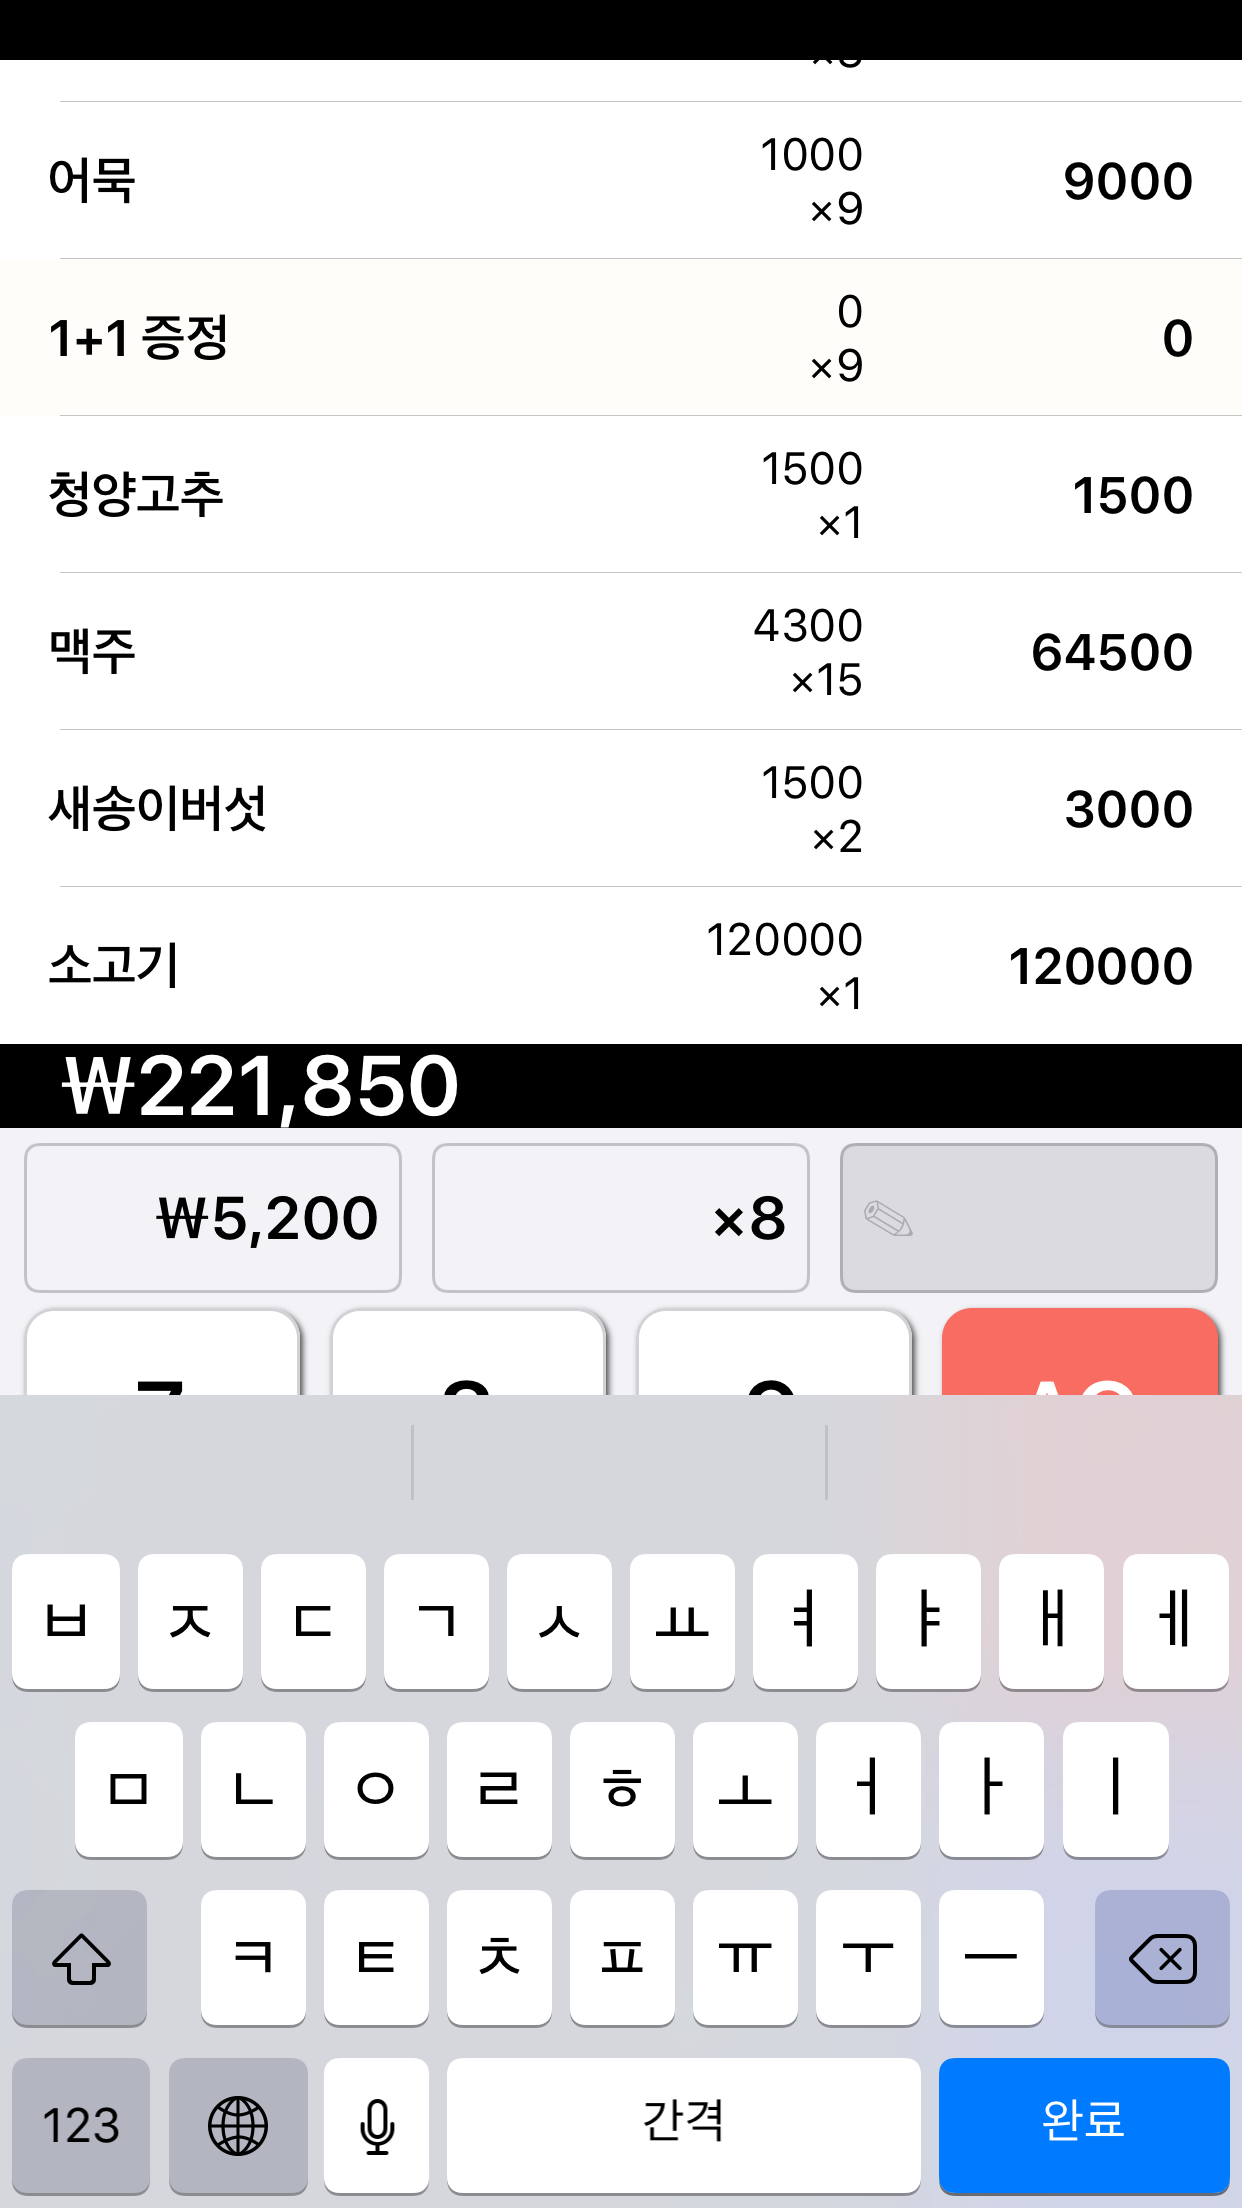 어묵
1000
×9
9000
1+1 증정
0
×9
0
청양고추
1500
×1
1500
맥주
4300
×15
64500
새송이버섯
1500
×2
3000
소고기
120000
×1
120000
₩221,850
₩5,200
×8
ㅂ ㅈ ㄷ ㄱ ㅅ ㅛ ㅕ ㅑ ㅐ ㅔ
ㅁ ㄴ ㅇ ㄹ ㅎ ㅗ ㅓ ㅏ ㅣ
ㅋ ㅌ ㅊ ㅍ ㅠ ㅜ ㅡ
123 간격 완료